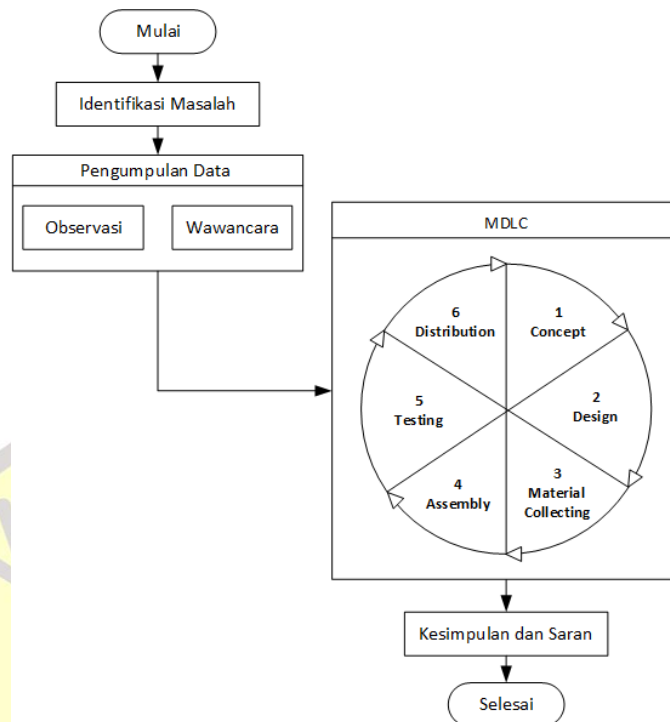 Mulai
Identifikasi Masalah
Pengumpulan Data
Observasi
Wawancara
MDLC
1
Concept
2
Design
3
Material
Collecting
4
Assembly
5
Testing
6
Distribution
Kesimpulan dan Saran
Selesai